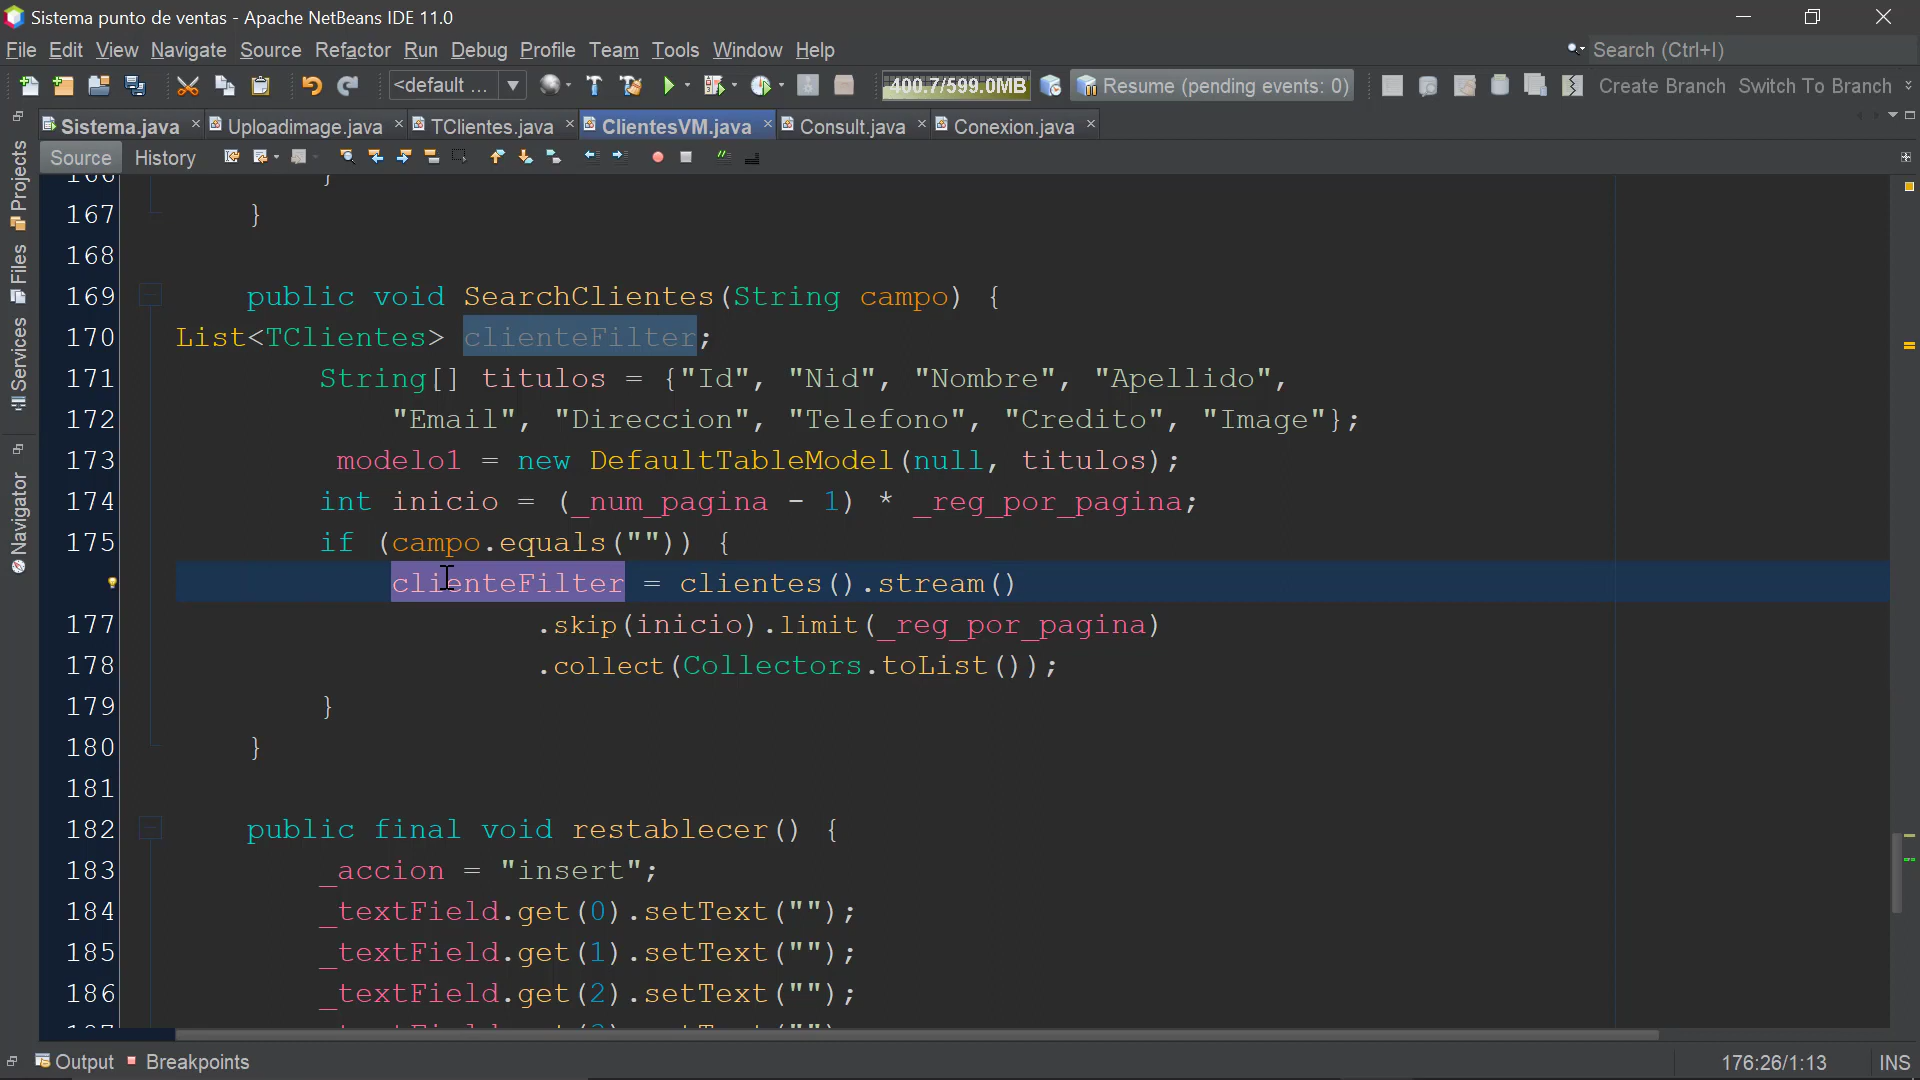 Sistema punto de ventas - Apache NetBeans IDE 11.0
File Edit View Navigate Source Refactor Run Debug Profile Team Tools Window Help
Search (Ctrl+I)
<default ...
400.7/599.0MB
Resume (pending events: 0)
Create Branch Switch To Branch
Sistema.java Uploadimage.java TClientes.java ClientesVM.java Consult.java Conexion.java
Source History
Projects
Files
Services
Navigator
166 }
167 }
168
169 public void SearchClientes(String campo) {
170 List<TClientes> clienteFilter;
171 String[] titulos = {"Id", "Nid", "Nombre", "Apellido",
172 "Email", "Direccion", "Telefono", "Credito", "Image"};
173 modelo1 = new DefaultTableModel(null, titulos);
174 int inicio = (_num_pagina - 1) * _reg_por_pagina;
175 if (campo.equals("")) {
clienteFilter = clientes().stream()
177 .skip(inicio).limit(_reg_por_pagina)
178 .collect(Collectors.toList());
179 }
180 }
181
182 public final void restablecer() {
183 _accion = "insert";
184 _textField.get(0).setText("");
185 _textField.get(1).setText("");
186 _textField.get(2).setText("");
Output Breakpoints
176:26/1:13 INS